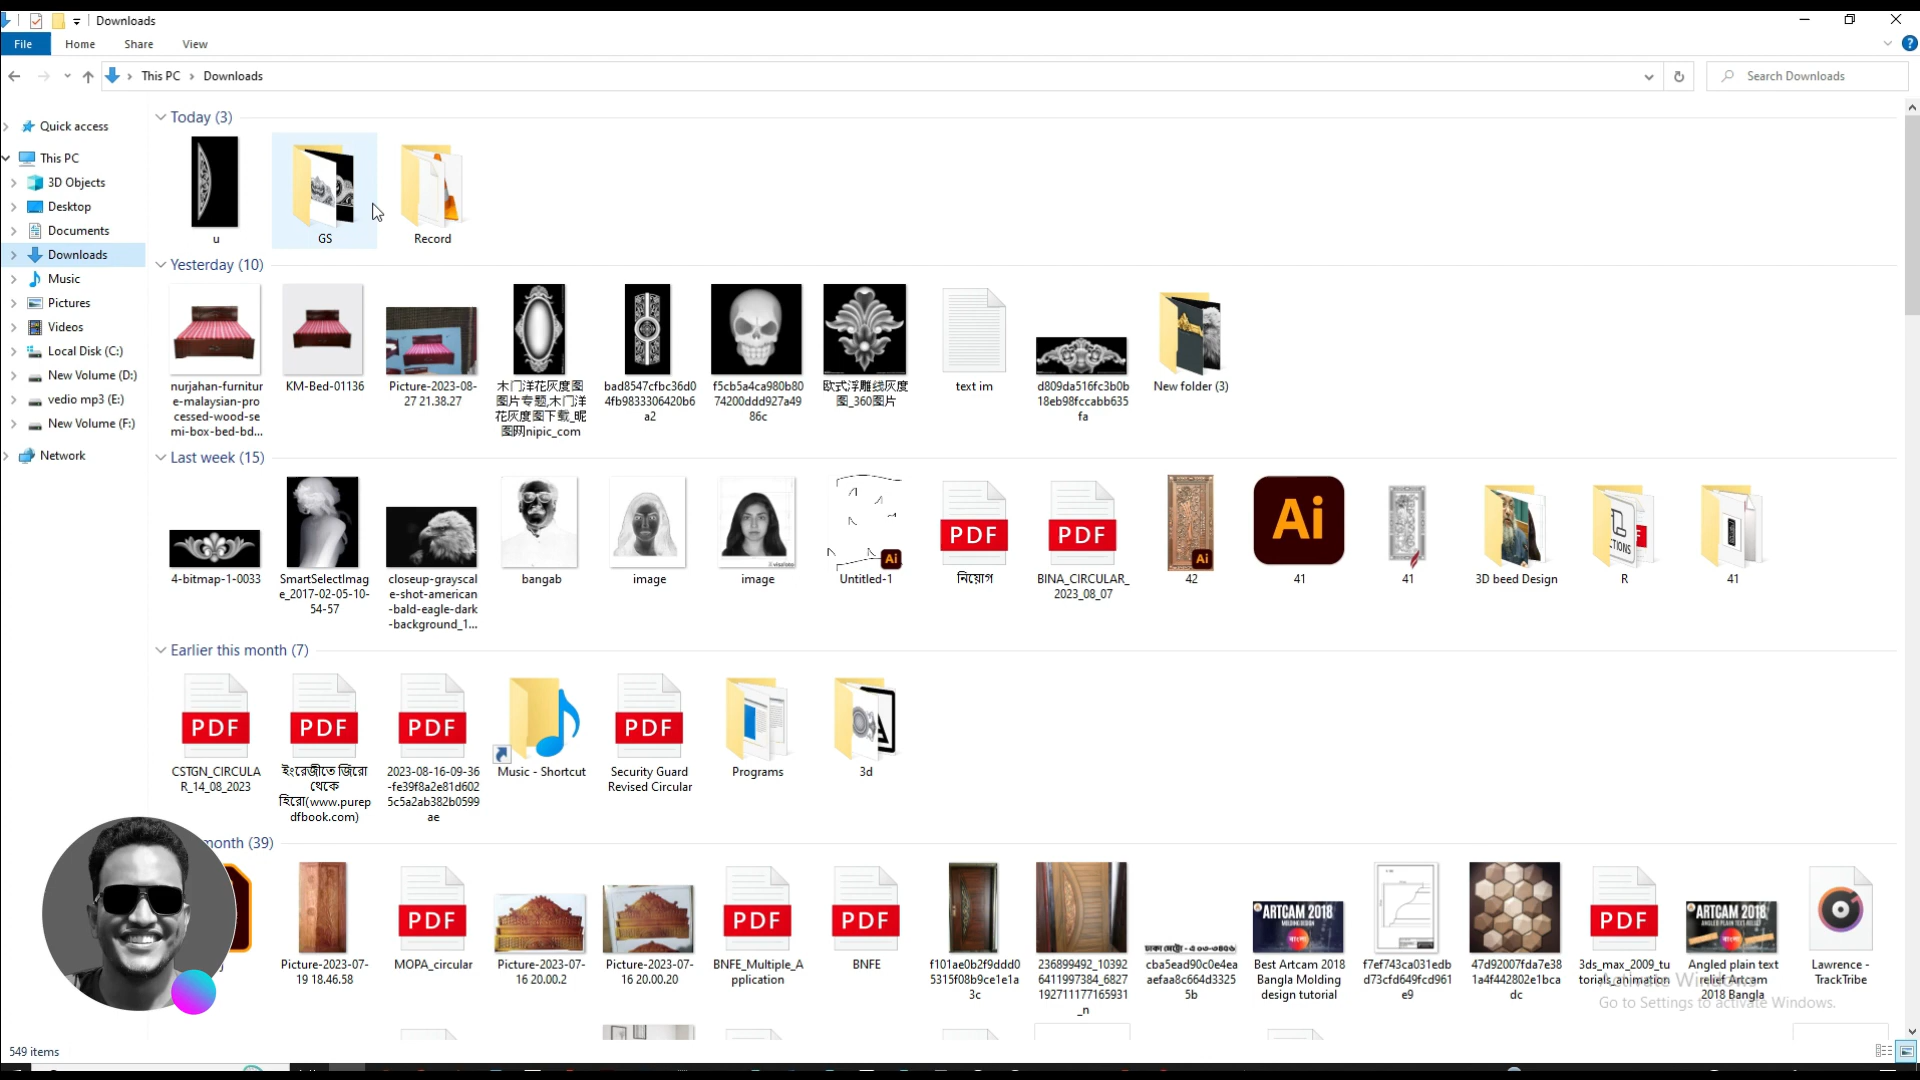 Downloads
File Home Share View
This PC › Downloads
Search Downloads
Quick access
This PC
3D Objects
Desktop
Documents
Downloads
Music
Pictures
Videos
Local Disk (C:)
New Volume (D:)
vedio mp3 (E:)
New Volume (F:)
Network
Today (3)
u GS Record
Yesterday (10)
nurjahan-furnitur
e-malaysian-pro
cessed-wood-se
mi-box-bed-bd...
KM-Bed-01136
Picture-2023-08-
27 21.38.27
木门洋花灰度图
图片专题,木门洋
花灰度图下载_昵
图网nipic_com
bad8547cfbc36d0
4fb9833306420b6
a2
f5cb5a4ca980b80
74200ddd927a49
86c
欧式浮雕线灰度
图_360图片
text im
d809da516fc3b0b
18eb98fccabb635
fa
New folder (3)
Last week (15)
4-bitmap-1-0033
SmartSelectImag
e_2017-02-05-10-
54-57
closeup-grayscal
e-shot-american
-bald-eagle-dark
-background_1...
bangab
image
image
Ai
Untitled-1
PDF
নিয়োগ
PDF
BINA_CIRCULAR_
2023_08_07
Ai
42
Ai
41
41
3D beed Design
R
41
Earlier this month (7)
PDF
CSTGN_CIRCULA
R_14_08_2023
PDF
ইংরেজীতে জিরো
থেকে
হিরো(www.purep
dfbook.com)
PDF
2023-08-16-09-36
-fe39f8a2e81d602
5c5a2ab382b0599
ae
Music - Shortcut
PDF
Security Guard
Revised Circular
Programs
3d
month (39)
Picture-2023-07-
19 18.46.58
PDF
MOPA_circular
Picture-2023-07-
16 20.00.2
Picture-2023-07-
16 20.00.20
PDF
BNFE_Multiple_A
pplication
PDF
BNFE
f101ae0b2f9ddd0
5315f08b9ce1e1a
3c
236899492_10392
6411997384_6827
192711177165931
_n
cba5ead90c0e4ea
aefaa8c664d3325
5b
ARTCAM 2018
বাংলা
Best Artcam 2018
Bangla Molding
design tutorial
f7ef743ca031edb
d73cfd649fcd961
e9
47d92007fda7e38
1a4f442802e1bca
dc
PDF
3ds_max_2009_tu
torials_animation
ARTCAM 2018
বাংলা
Angled plain text
relief Artcam
2018 Bangla
Lawrence -
TrackTribe
Activate Windows
Go to Settings to activate Windows.
549 items